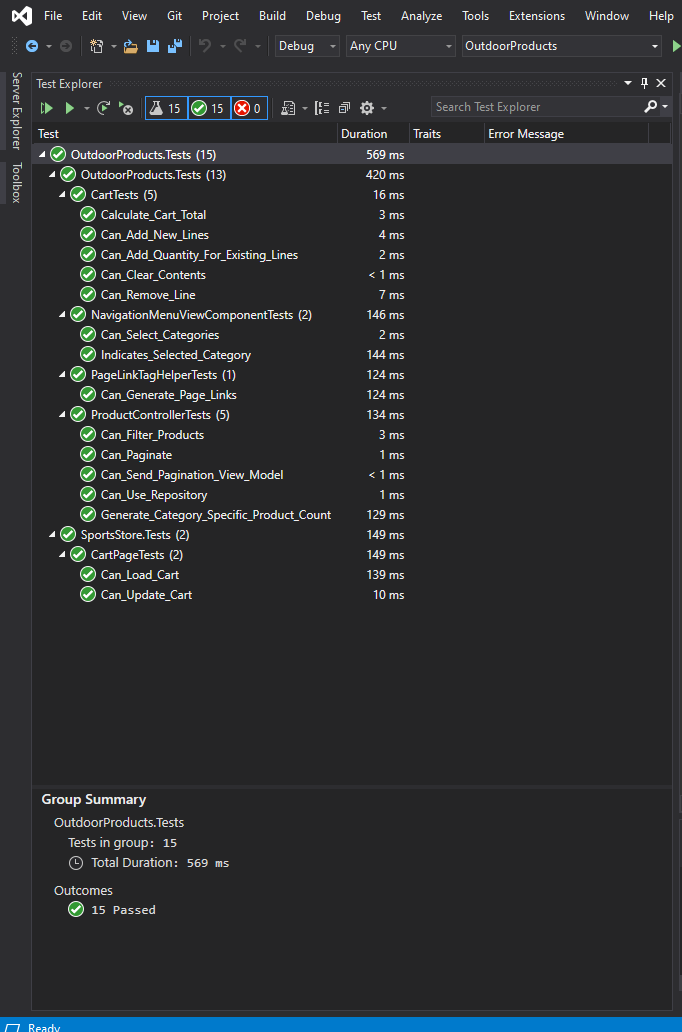 File Edit View Git Project Build Debug Test Analyze Tools Extensions Window Help
Debug Any CPU OutdoorProducts
Server Explorer
Toolbox
Test Explorer
15 15 0 Search Test Explorer
Test Duration Traits Error Message
OutdoorProducts.Tests (15) 569 ms
OutdoorProducts.Tests (13) 420 ms
CartTests (5) 16 ms
Calculate_Cart_Total 3 ms
Can_Add_New_Lines 4 ms
Can_Add_Quantity_For_Existing_Lines 2 ms
Can_Clear_Contents < 1 ms
Can_Remove_Line 7 ms
NavigationMenuViewComponentTests (2) 146 ms
Can_Select_Categories 2 ms
Indicates_Selected_Category 144 ms
PageLinkTagHelperTests (1) 124 ms
Can_Generate_Page_Links 124 ms
ProductControllerTests (5) 134 ms
Can_Filter_Products 3 ms
Can_Paginate 1 ms
Can_Send_Pagination_View_Model < 1 ms
Can_Use_Repository 1 ms
Generate_Category_Specific_Product_Count 129 ms
SportsStore.Tests (2) 149 ms
CartPageTests (2) 149 ms
Can_Load_Cart 139 ms
Can_Update_Cart 10 ms
Group Summary
OutdoorProducts.Tests
Tests in group: 15
Total Duration: 569 ms
Outcomes
15 Passed
Ready